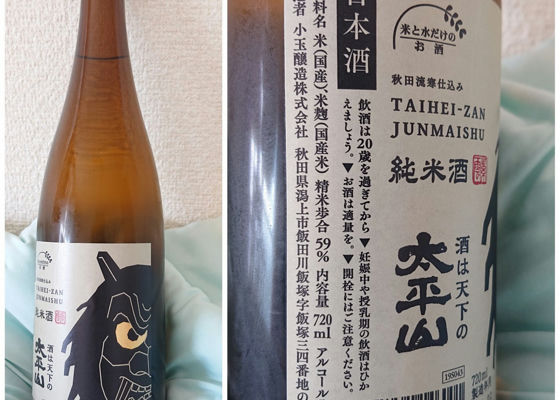 米と水だけの
お酒
秋田流寒仕込み
TAIHEI-ZAN
JUNMAISHU
純米酒
酒は天下の
太平山
日本酒
料名 米(国産)、米麹(国産米) 精米歩合 59% 内容量 720ml アルコール
者 小玉醸造株式会社 秋田県潟上市飯田川飯塚字飯塚三四番地の
飲酒は20歳を過ぎてから ▼ 妊娠中や授乳期の飲酒はひか
えましょう。▼ お酒は適量を。▼ 開栓にはご注意ください。
19S043
720ml
TAIHEI-ZAN
JUNMAISHU
純米酒
酒は天下の
太平山